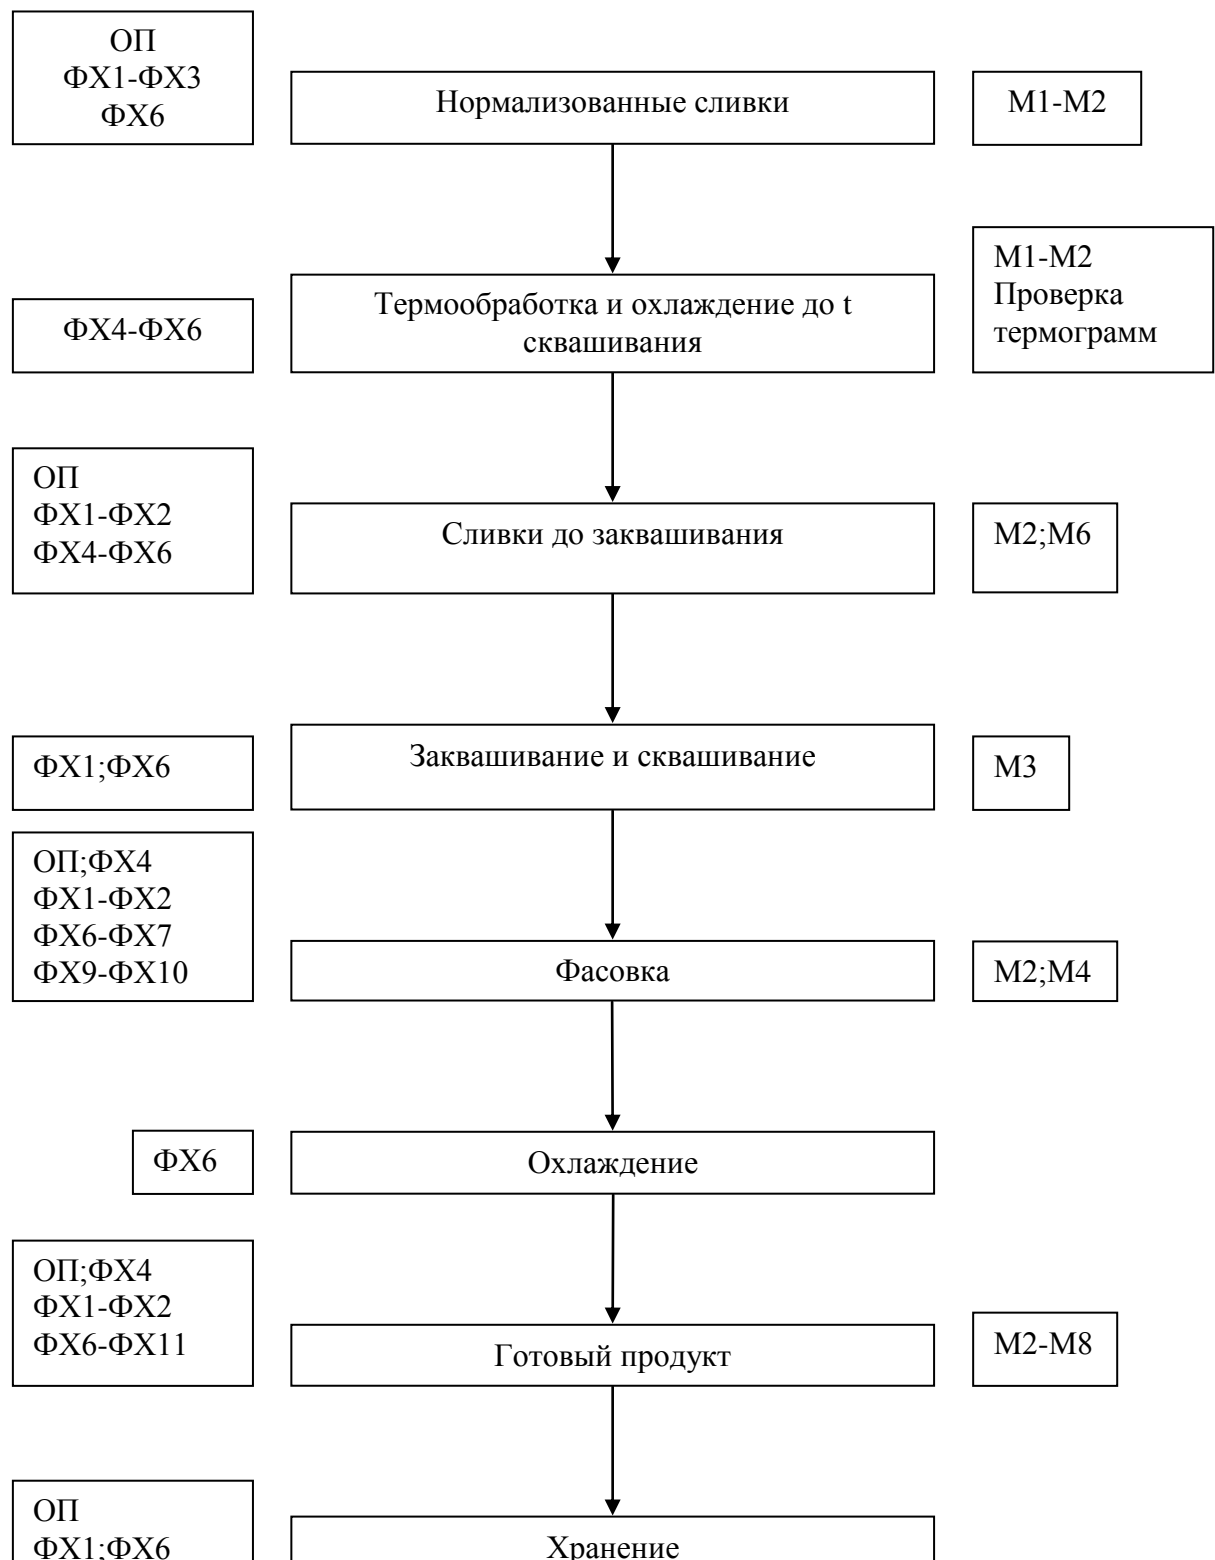 ОП
ФХ1-ФХ3
ФХ6
Нормализованные сливки
М1-М2
ФХ4-ФХ6
Термообработка и охлаждение до t
сквашивания
М1-М2
Проверка
термограмм
ОП
ФХ1-ФХ2
ФХ4-ФХ6
Сливки до заквашивания
М2;М6
ФХ1;ФХ6
Заквашивание и сквашивание
М3
ОП;ФХ4
ФХ1-ФХ2
ФХ6-ФХ7
ФХ9-ФХ10
Фасовка
М2;М4
ФХ6
Охлаждение
ОП;ФХ4
ФХ1-ФХ2
ФХ6-ФХ11
Готовый продукт
М2-М8
ОП
ФХ1;ФХ6
Хранение